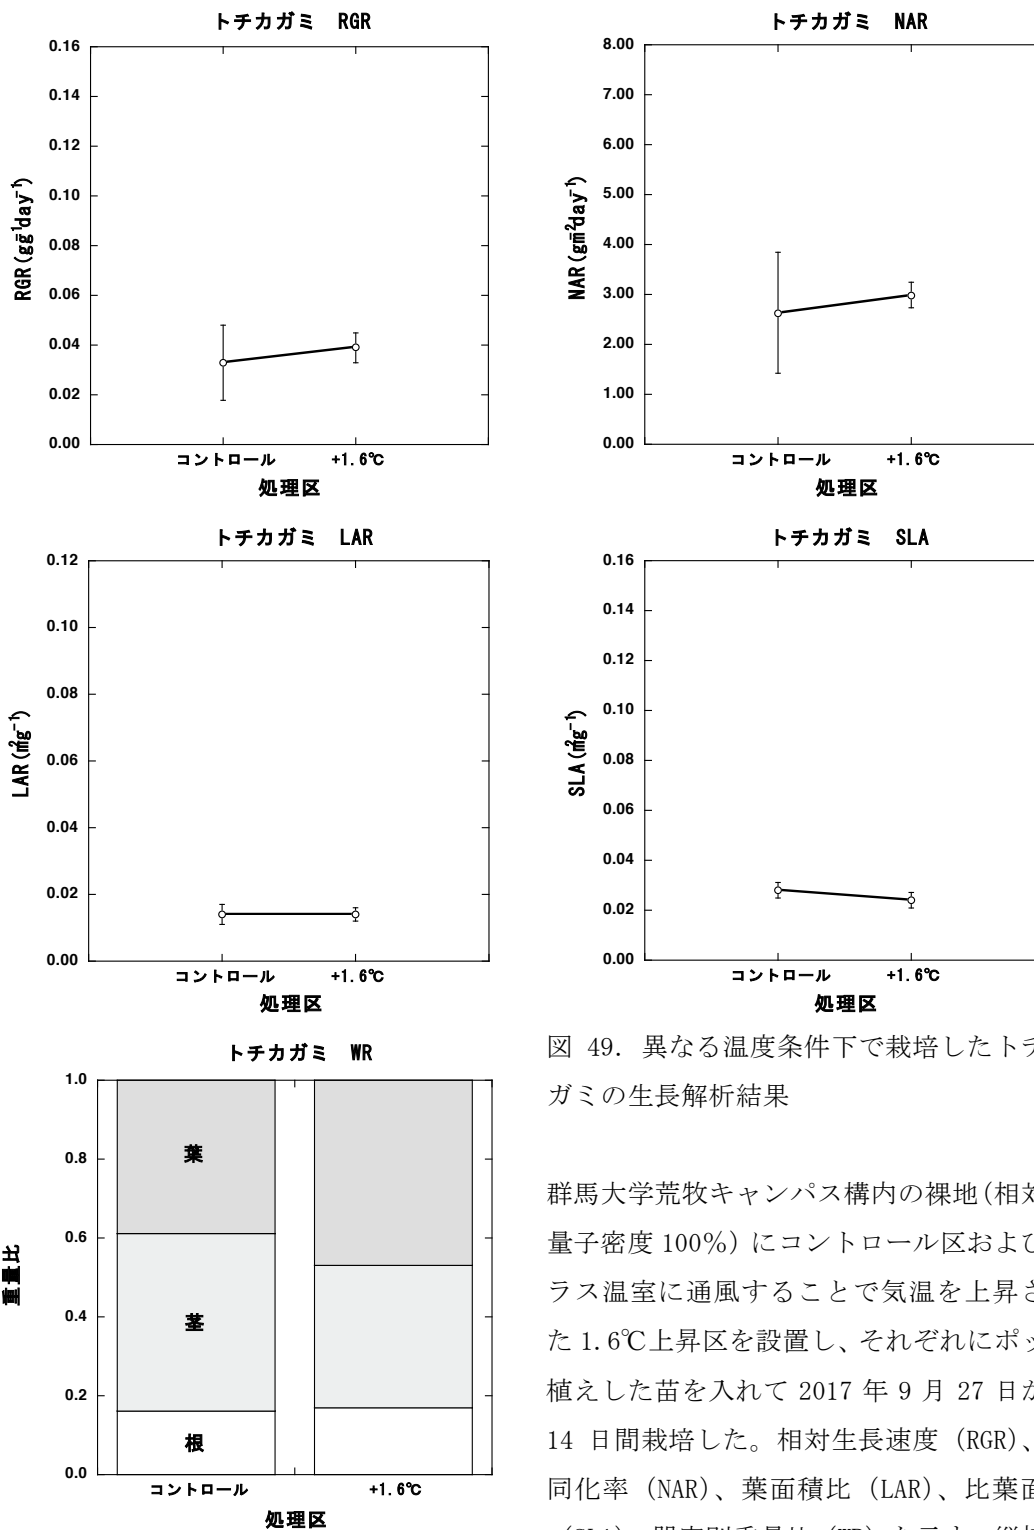 トチカガミ RGR
0.16
0.14
0.12
0.10
0.08
0.06
0.04
0.02
0.00
RGR(gg⁻¹day⁻¹)
コントロール +1.6℃
処理区
トチカガミ NAR
8.00
7.00
6.00
5.00
4.00
3.00
2.00
1.00
0.00
NAR(gm⁻²day⁻¹)
コントロール +1.6℃
処理区
トチカガミ LAR
0.12
0.10
0.08
0.06
0.04
0.02
0.00
LAR(m²g⁻¹)
コントロール +1.6℃
処理区
トチカガミ SLA
0.16
0.14
0.12
0.10
0.08
0.06
0.04
0.02
0.00
SLA(m²g⁻¹)
コントロール +1.6℃
処理区
トチカガミ WR
1.0
0.8
0.6
0.4
0.2
0.0
重量比
葉
茎
根
コントロール +1.6℃
処理区
図 49. 異なる温度条件下で栽培したトチ
ガミの生長解析結果
群馬大学荒牧キャンパス構内の裸地(相対
量子密度 100%)にコントロール区および
ラス温室に通風することで気温を上昇さ
た 1.6℃上昇区を設置し、それぞれにポッ
植えした苗を入れて 2017 年 9 月 27 日か
14 日間栽培した。相対生長速度 (RGR)、
同化率 (NAR)、葉面積比 (LAR)、比葉面